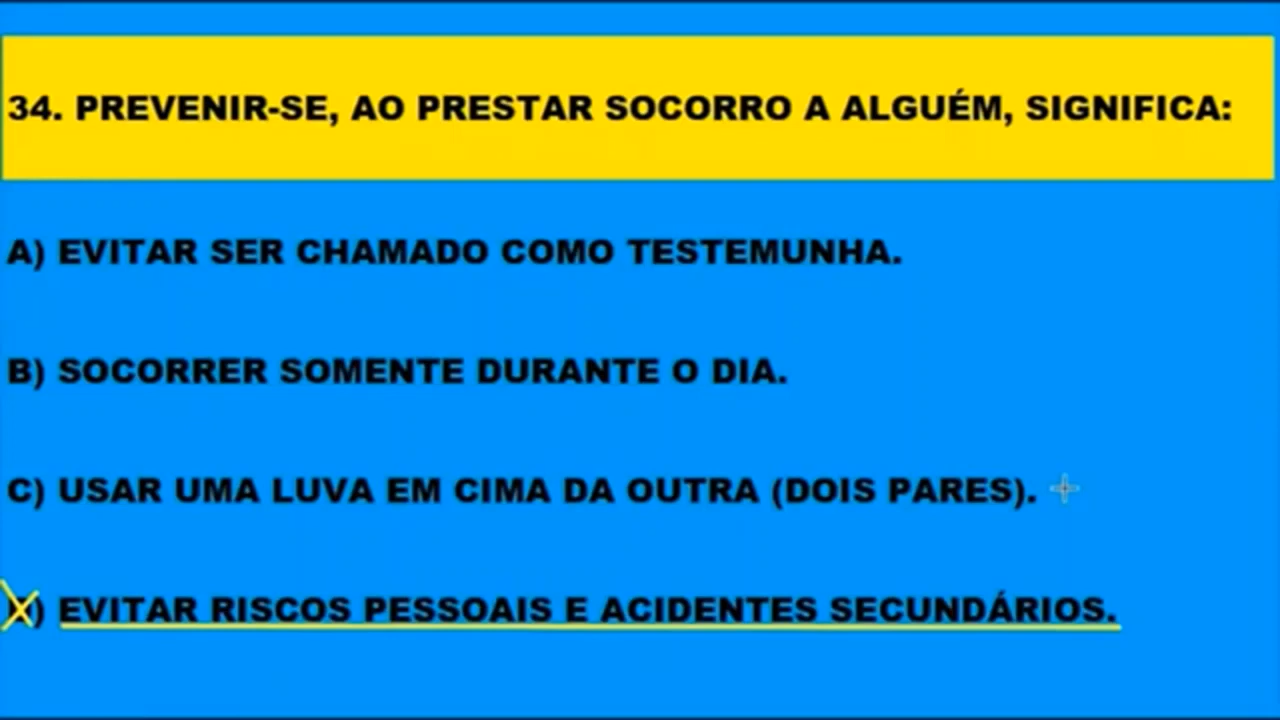 34. PREVENIR-SE, AO PRESTAR SOCORRO A ALGUÉM, SIGNIFICA:
A) EVITAR SER CHAMADO COMO TESTEMUNHA.
B) SOCORRER SOMENTE DURANTE O DIA.
C) USAR UMA LUVA EM CIMA DA OUTRA (DOIS PARES).
D) EVITAR RISCOS PESSOAIS E ACIDENTES SECUNDÁRIOS.